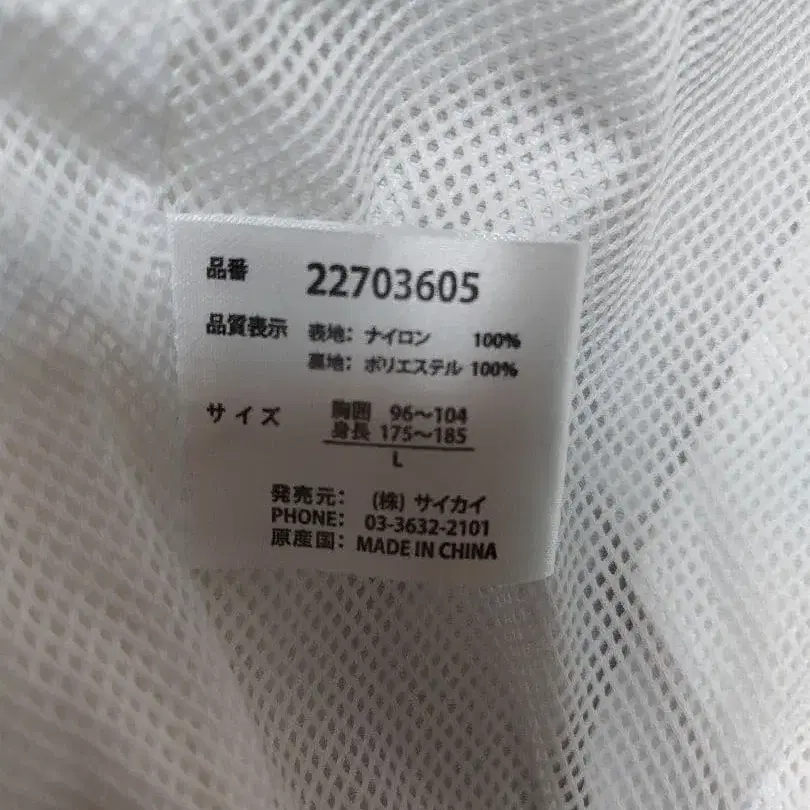 品番 22703605
品質表示 表地: ナイロン 100%
裏地: ポリエステル 100%
サイズ 胸囲 96～104
身長 175～185
L
発売元: (株) サイカイ
PHONE: 03-3632-2101
原産国: MADE IN CHINA